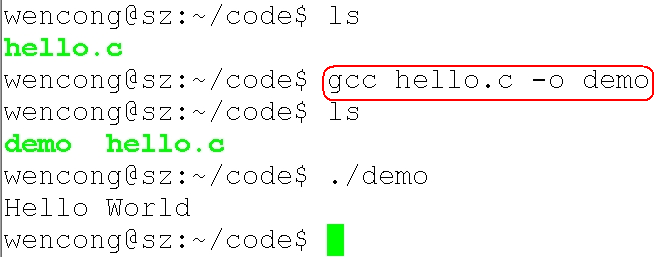 wencong@sz:~/code$ ls
hello.c
wencong@sz:~/code$ gcc hello.c -o demo
wencong@sz:~/code$ ls
demo  hello.c
wencong@sz:~/code$ ./demo
Hello World
wencong@sz:~/code$